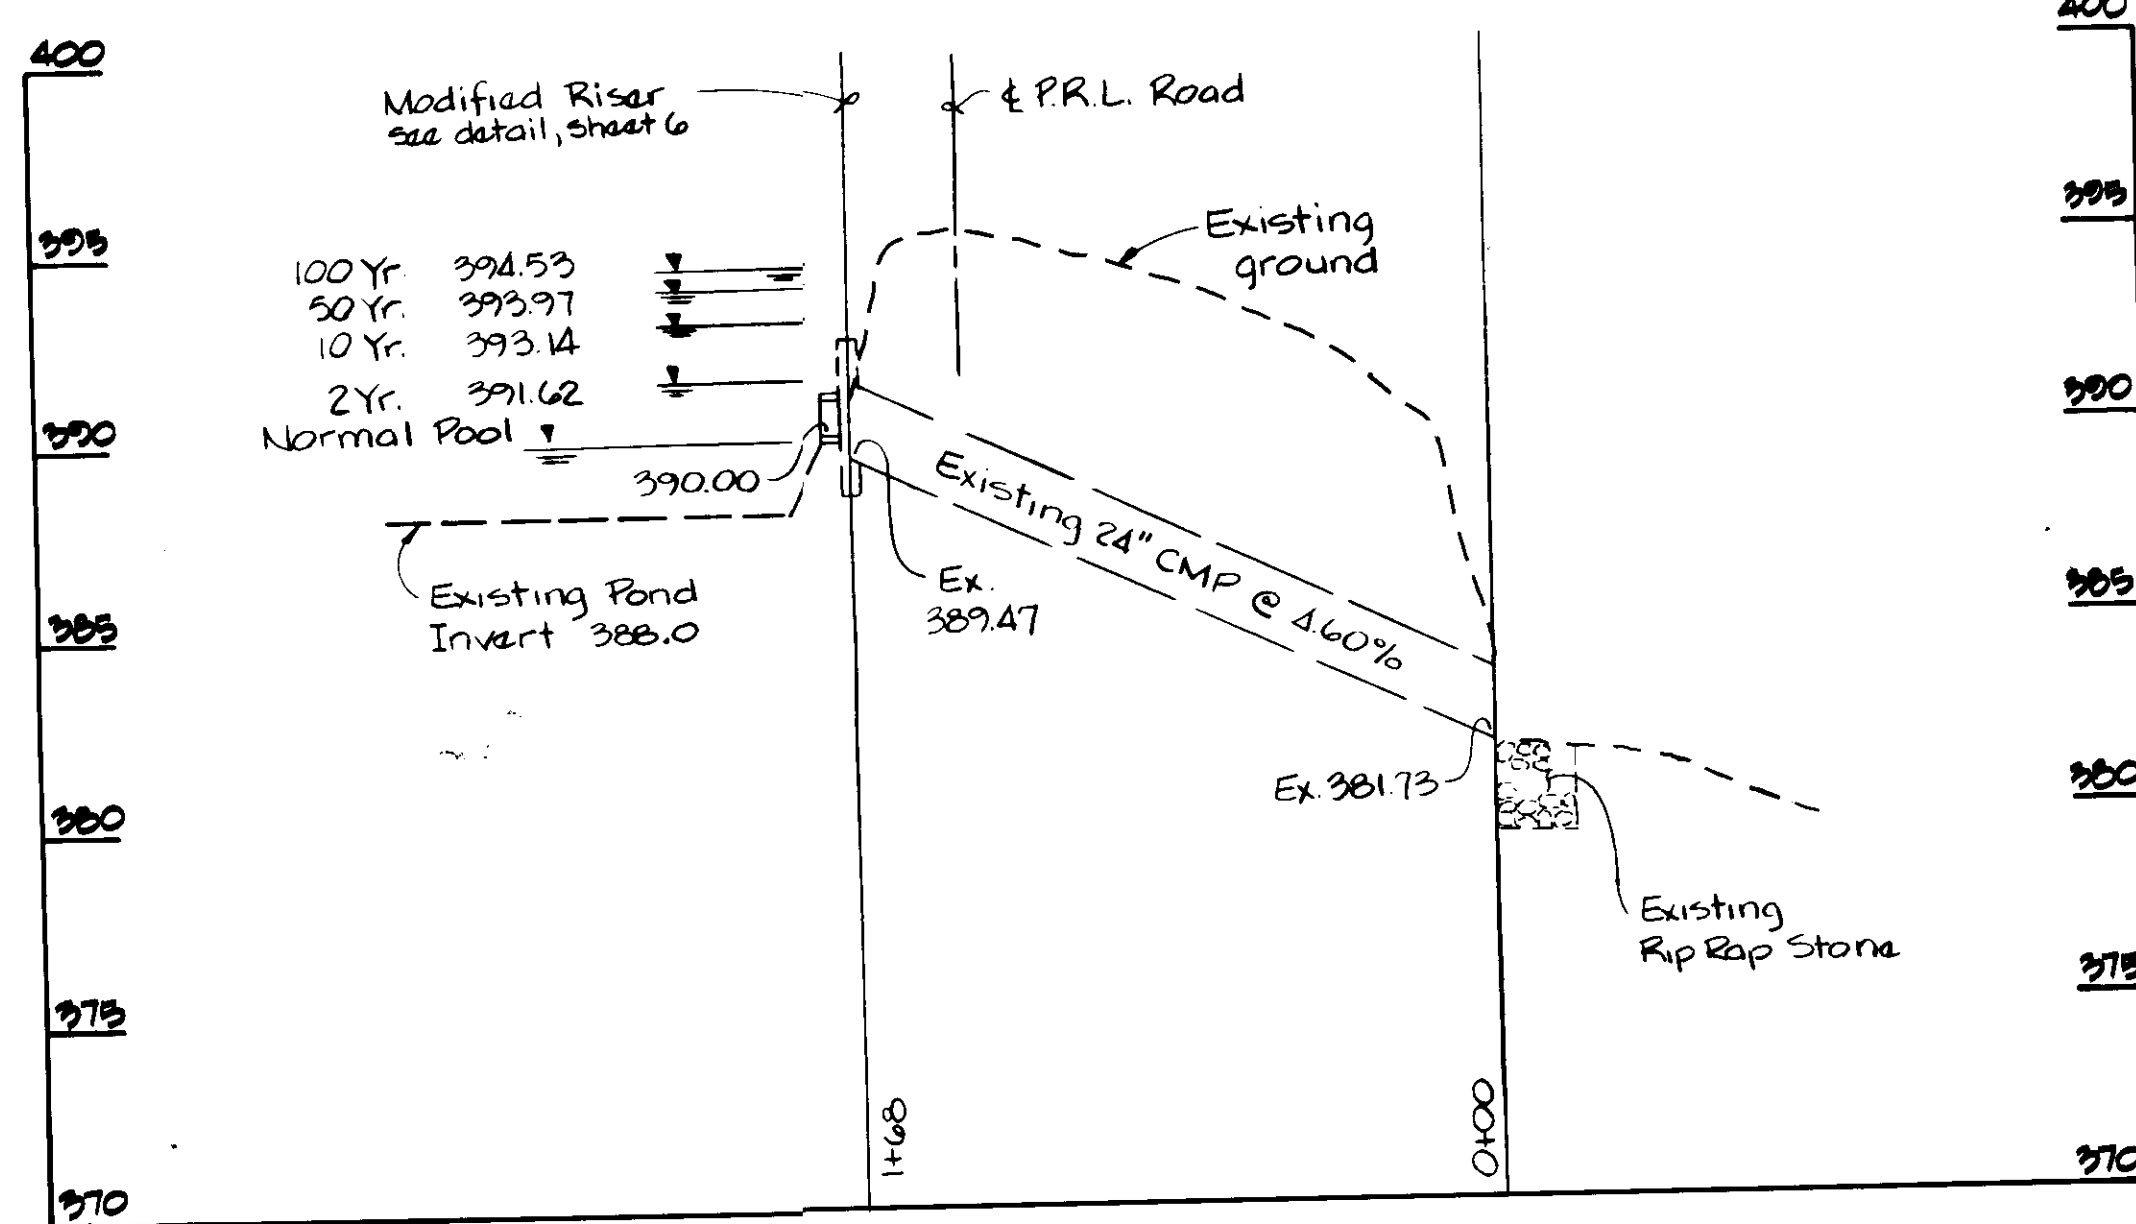 400
400
Modified Riser
see detail, sheet 6
℄ P.R.L. Road
395
395
Existing
ground
100 Yr. 394.53
50 Yr. 393.97
10 Yr. 393.14
2 Yr. 391.62
Normal Pool
390
390
390.00
Existing 24" CMP @ 4.60%
Ex.
389.47
Existing Pond
Invert 388.0
385
385
Ex. 381.73
380
380
Existing
Rip Rap Stone
375
375
1+68
0+00
370
370